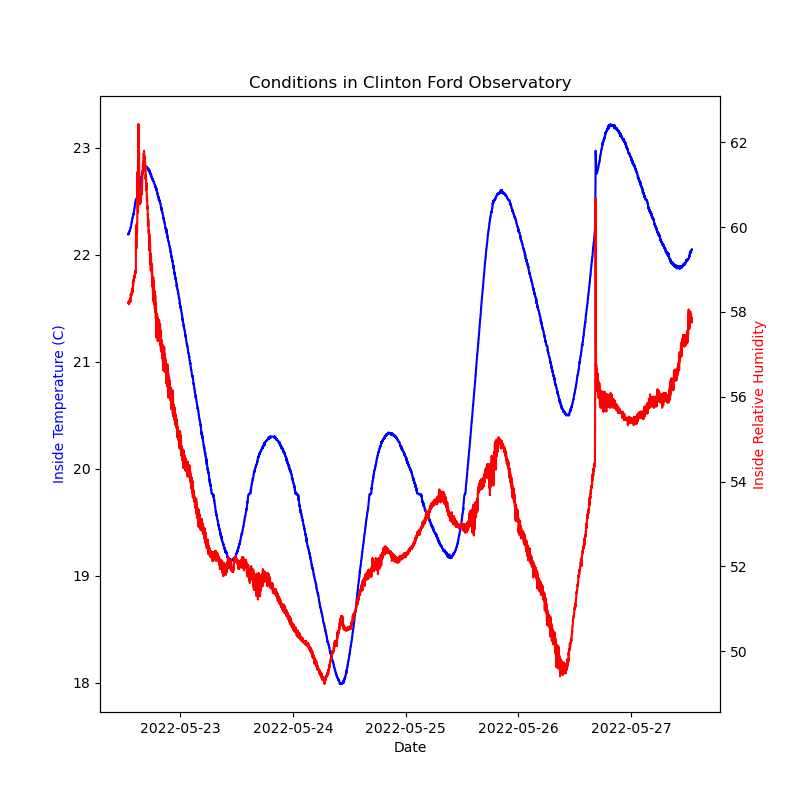 Conditions in Clinton Ford Observatory
23
22
21
20
19
18
Inside Temperature (C)
62
60
58
56
54
52
50
Inside Relative Humidity
2022-05-23 2022-05-24 2022-05-25 2022-05-26 2022-05-27
Date